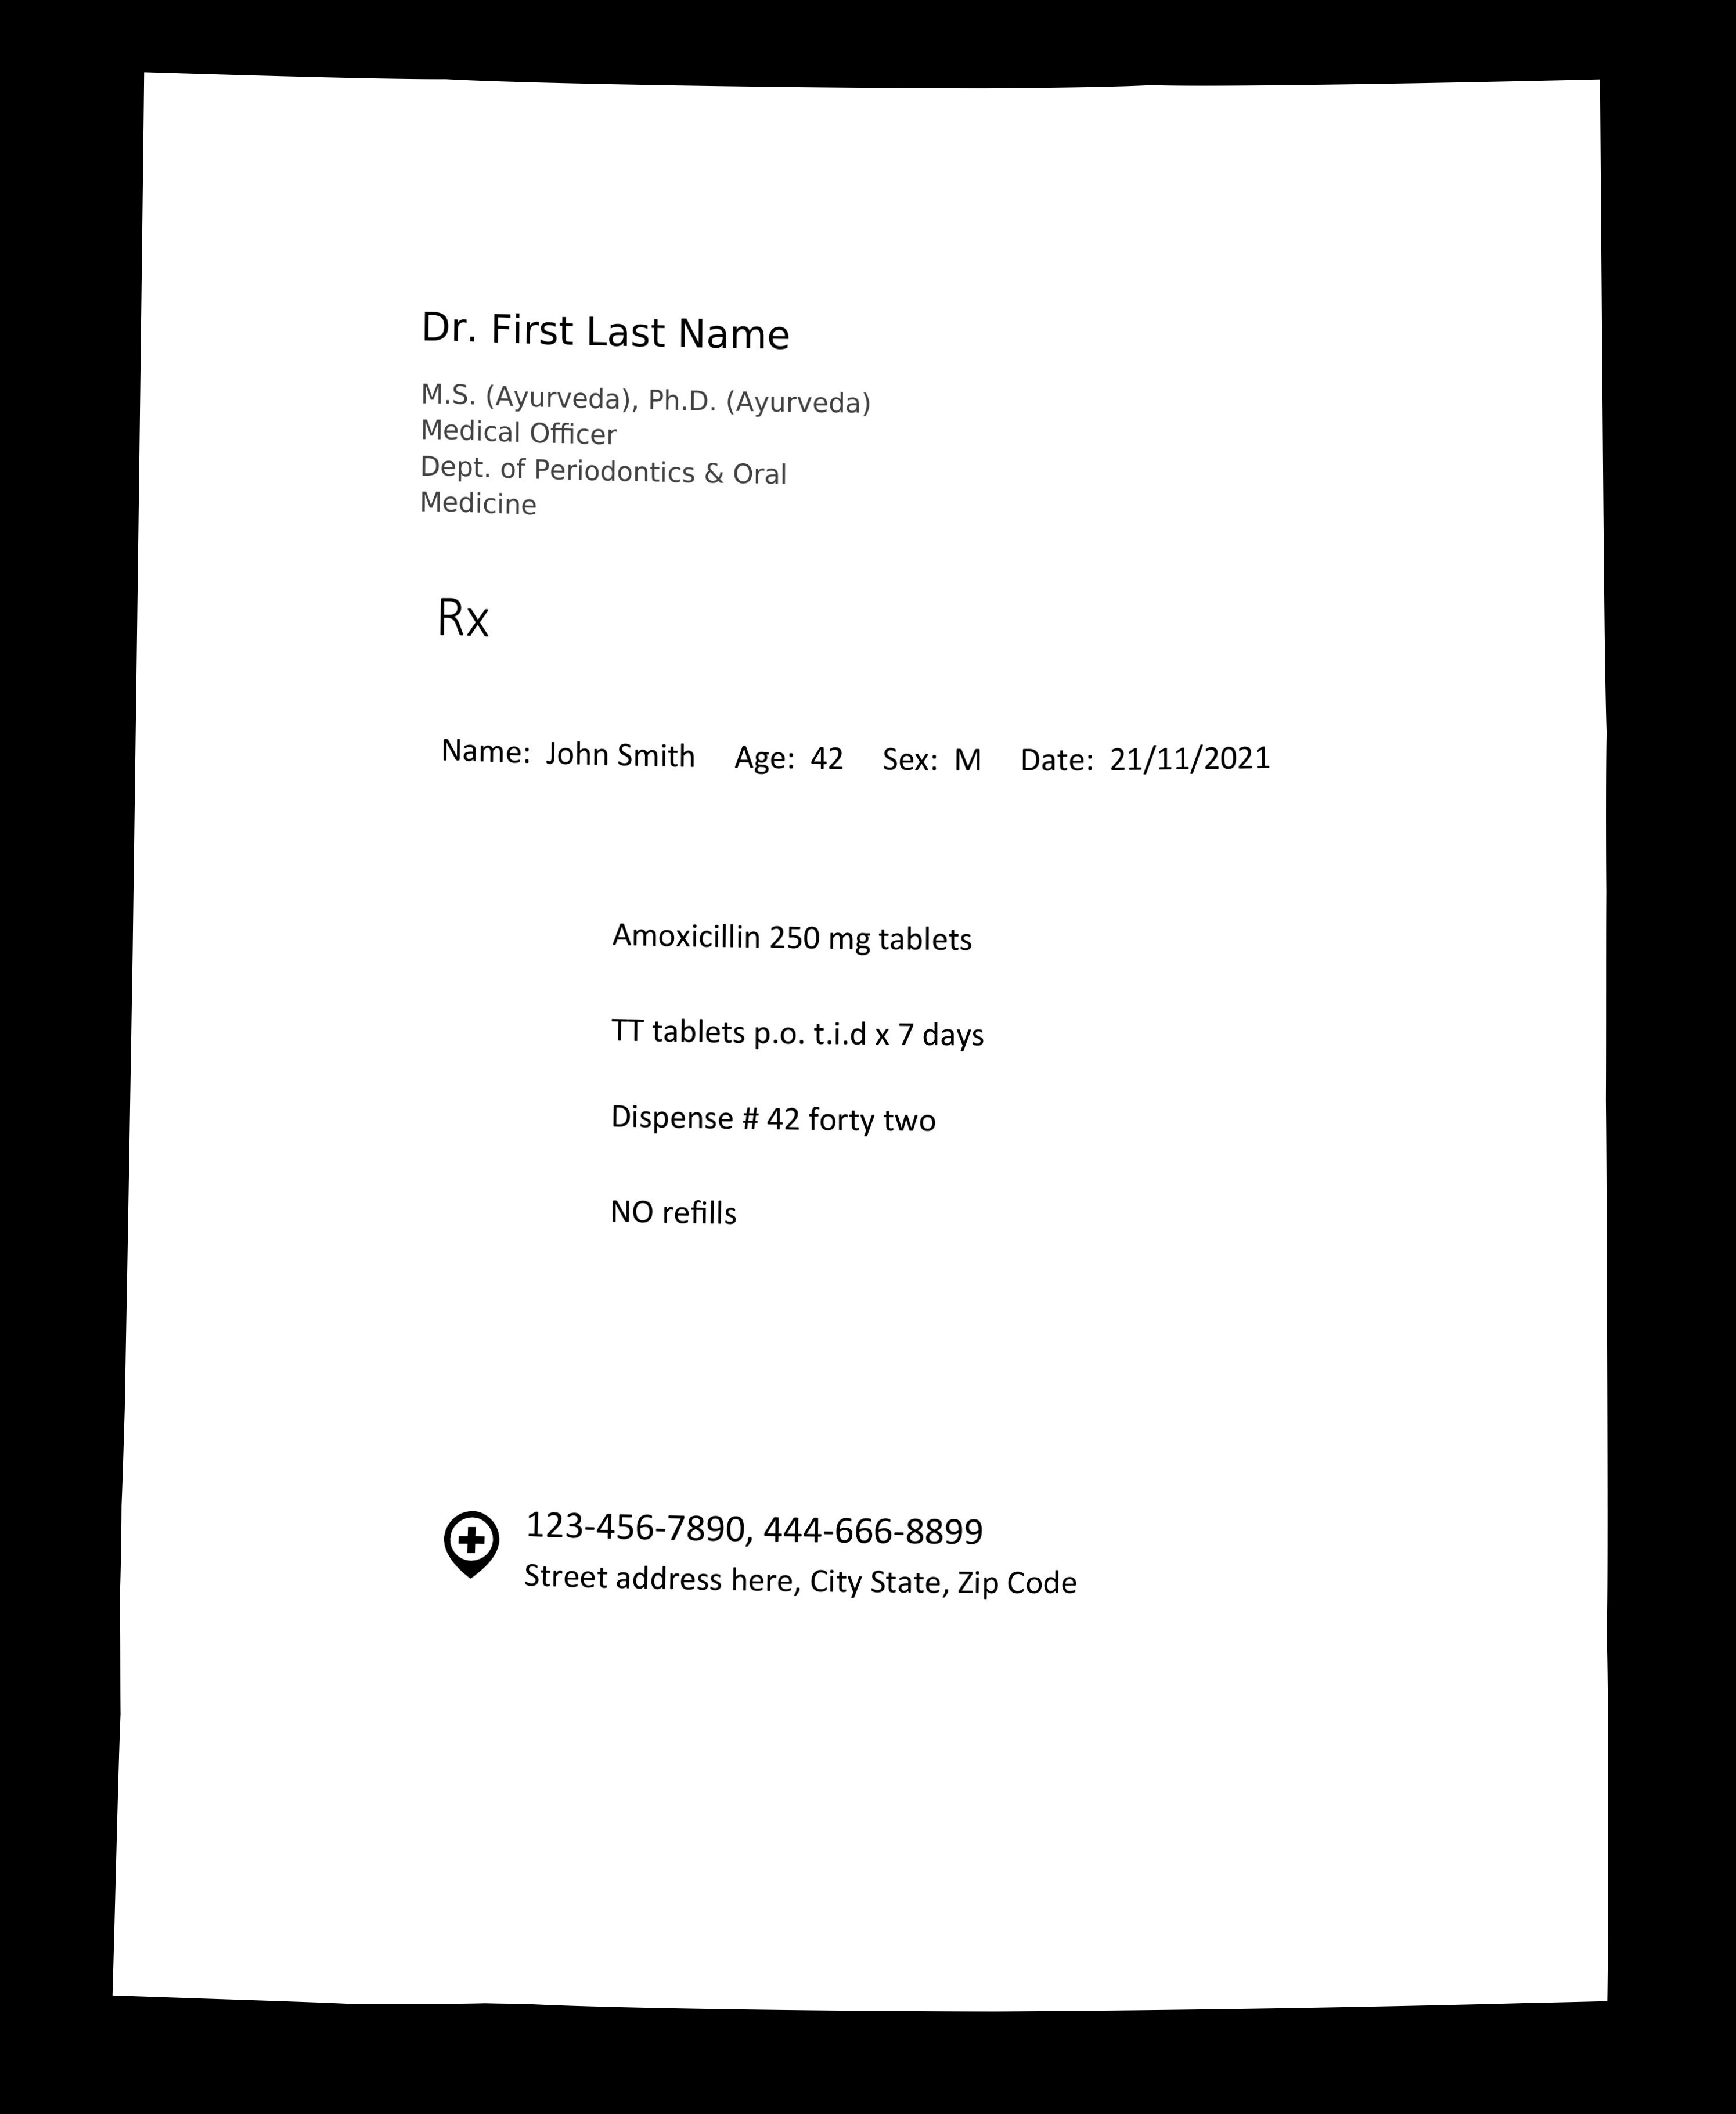 Dr. First Last Name
M.S. (Ayurveda), Ph.D. (Ayurveda)
Medical Officer
Dept. of Periodontics & Oral
Medicine
Rx
Name: John Smith Age: 42 Sex: M Date: 21/11/2021
Amoxicillin 250 mg tablets
TT tablets p.o. t.i.d x 7 days
Dispense # 42 forty two
NO refills
123-456-7890, 444-666-8899
Street address here, City State, Zip Code